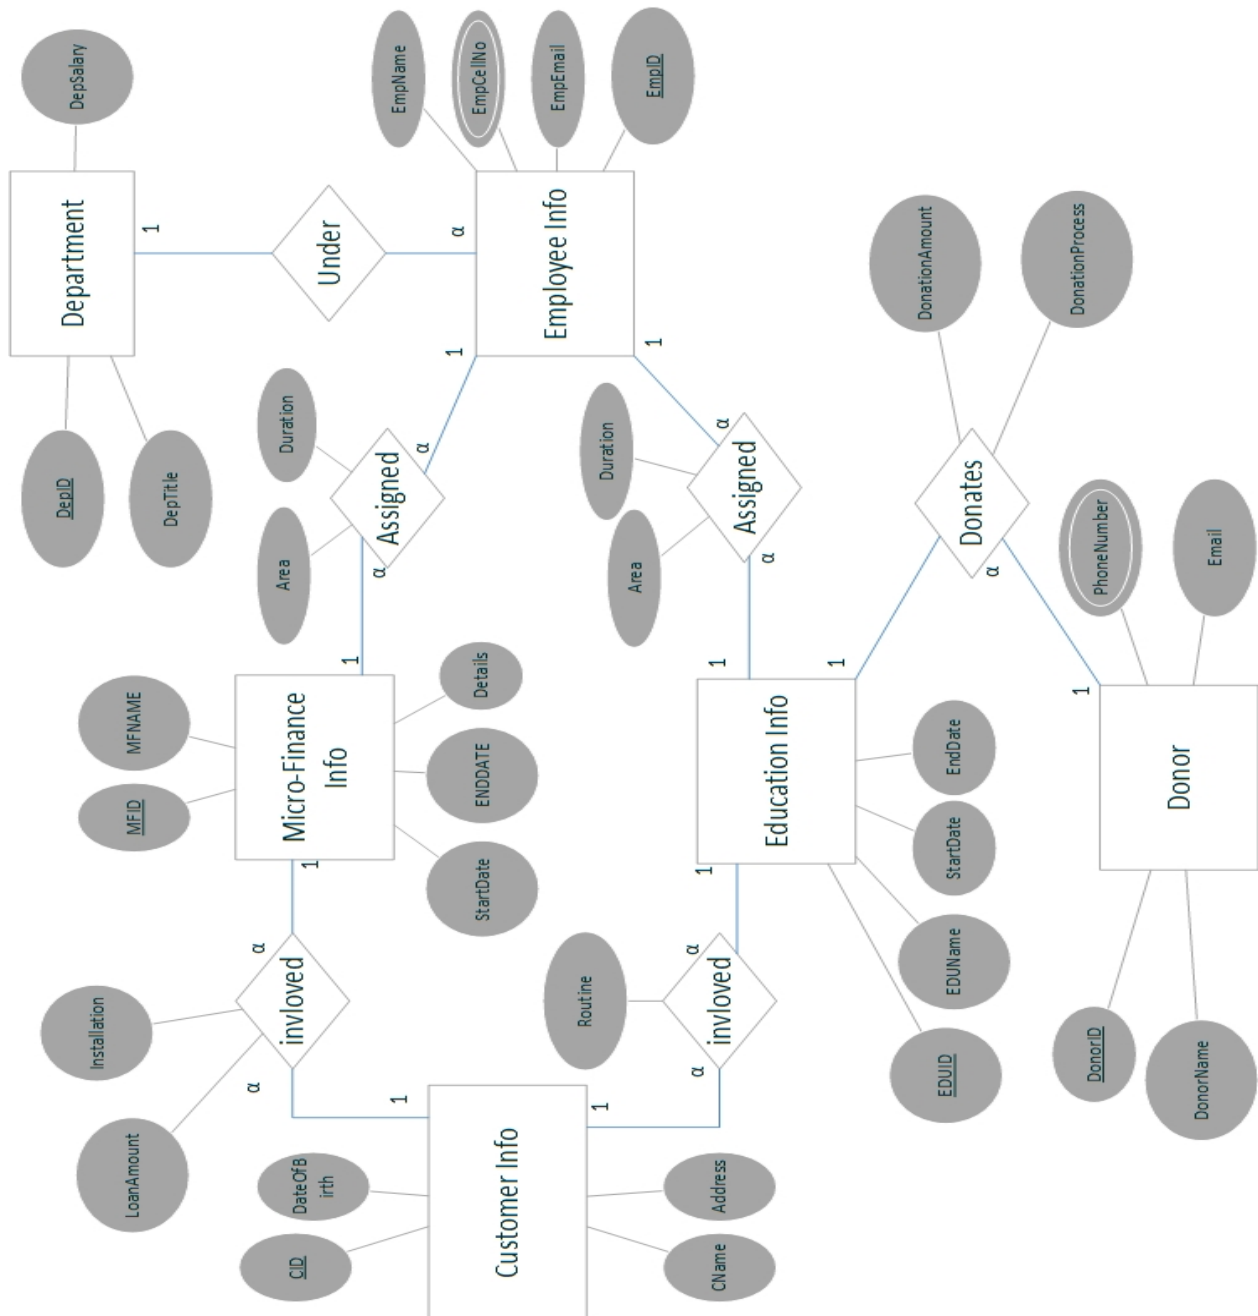 Department
DepSalary
DepID
LoanAmount
Installation
MFID
MFNAME
DepTitle
1
α
α
1
Area
Duration
Under
CID
DateOfB
irth
invloved
Micro-Finance
Info
1
α
Assigned
α
1
α
1
EmpName
EmpCellNo
EmpEmail
EmpID
StartDate
ENDDATE
Details
Customer Info
Employee Info
1
Routine
Area
Duration
1
CName
Address
α
invloved
α
1
1
α
Assigned
α
Education Info
1
EDUID
EDUName
StartDate
EndDate
DonationAmount
DonationProcess
Donates
α
1
DonorID
DonorName
Donor
PhoneNumber
Email